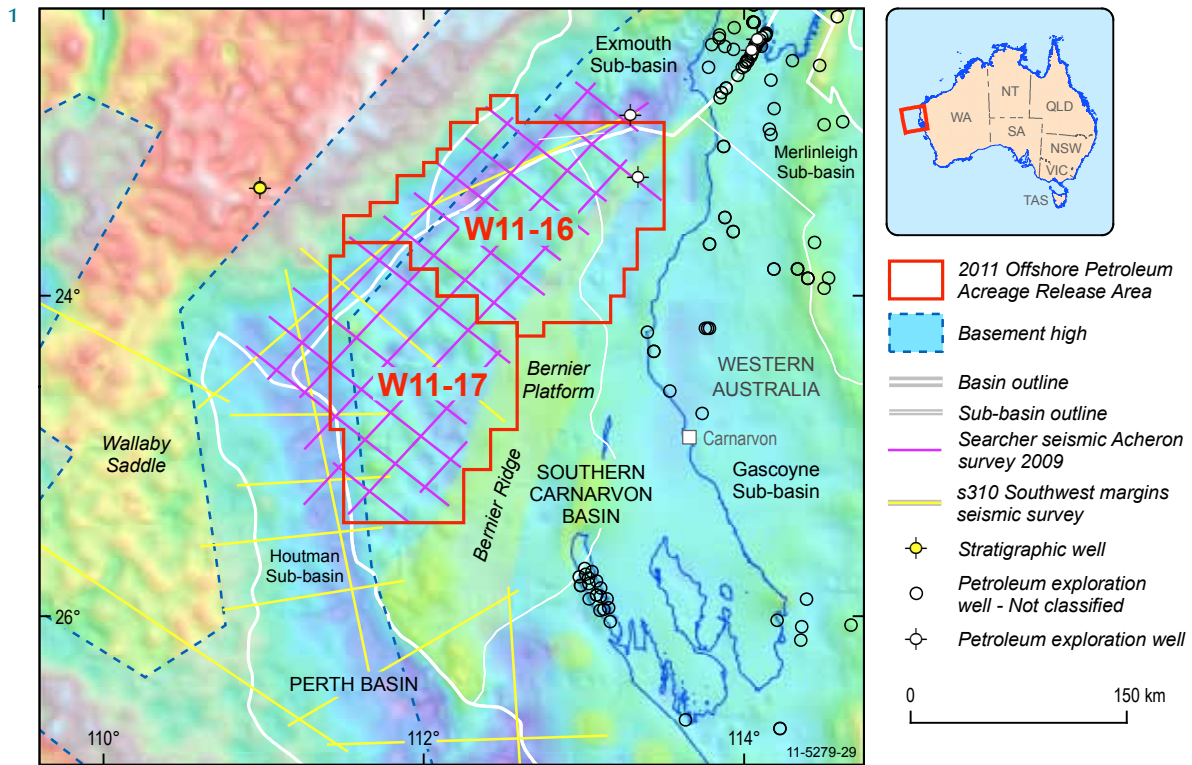 1
Exmouth
Sub-basin
Merlinleigh
Sub-basin
W11-16
24°
W11-17
Bernier
Platform
WESTERN
AUSTRALIA
Carnarvon
Wallaby
Saddle
Bernier Ridge
SOUTHERN
CARNARVON
BASIN
Gascoyne
Sub-basin
Houtman
Sub-basin
26°
PERTH BASIN
110°
112°
114°
11-5279-29
WA
NT
QLD
SA
NSW
VIC
TAS
2011 Offshore Petroleum
Acreage Release Area
Basement high
Basin outline
Sub-basin outline
Searcher seismic Acheron
survey 2009
s310 Southwest margins
seismic survey
Stratigraphic well
Petroleum exploration
well - Not classified
Petroleum exploration well
0
150 km